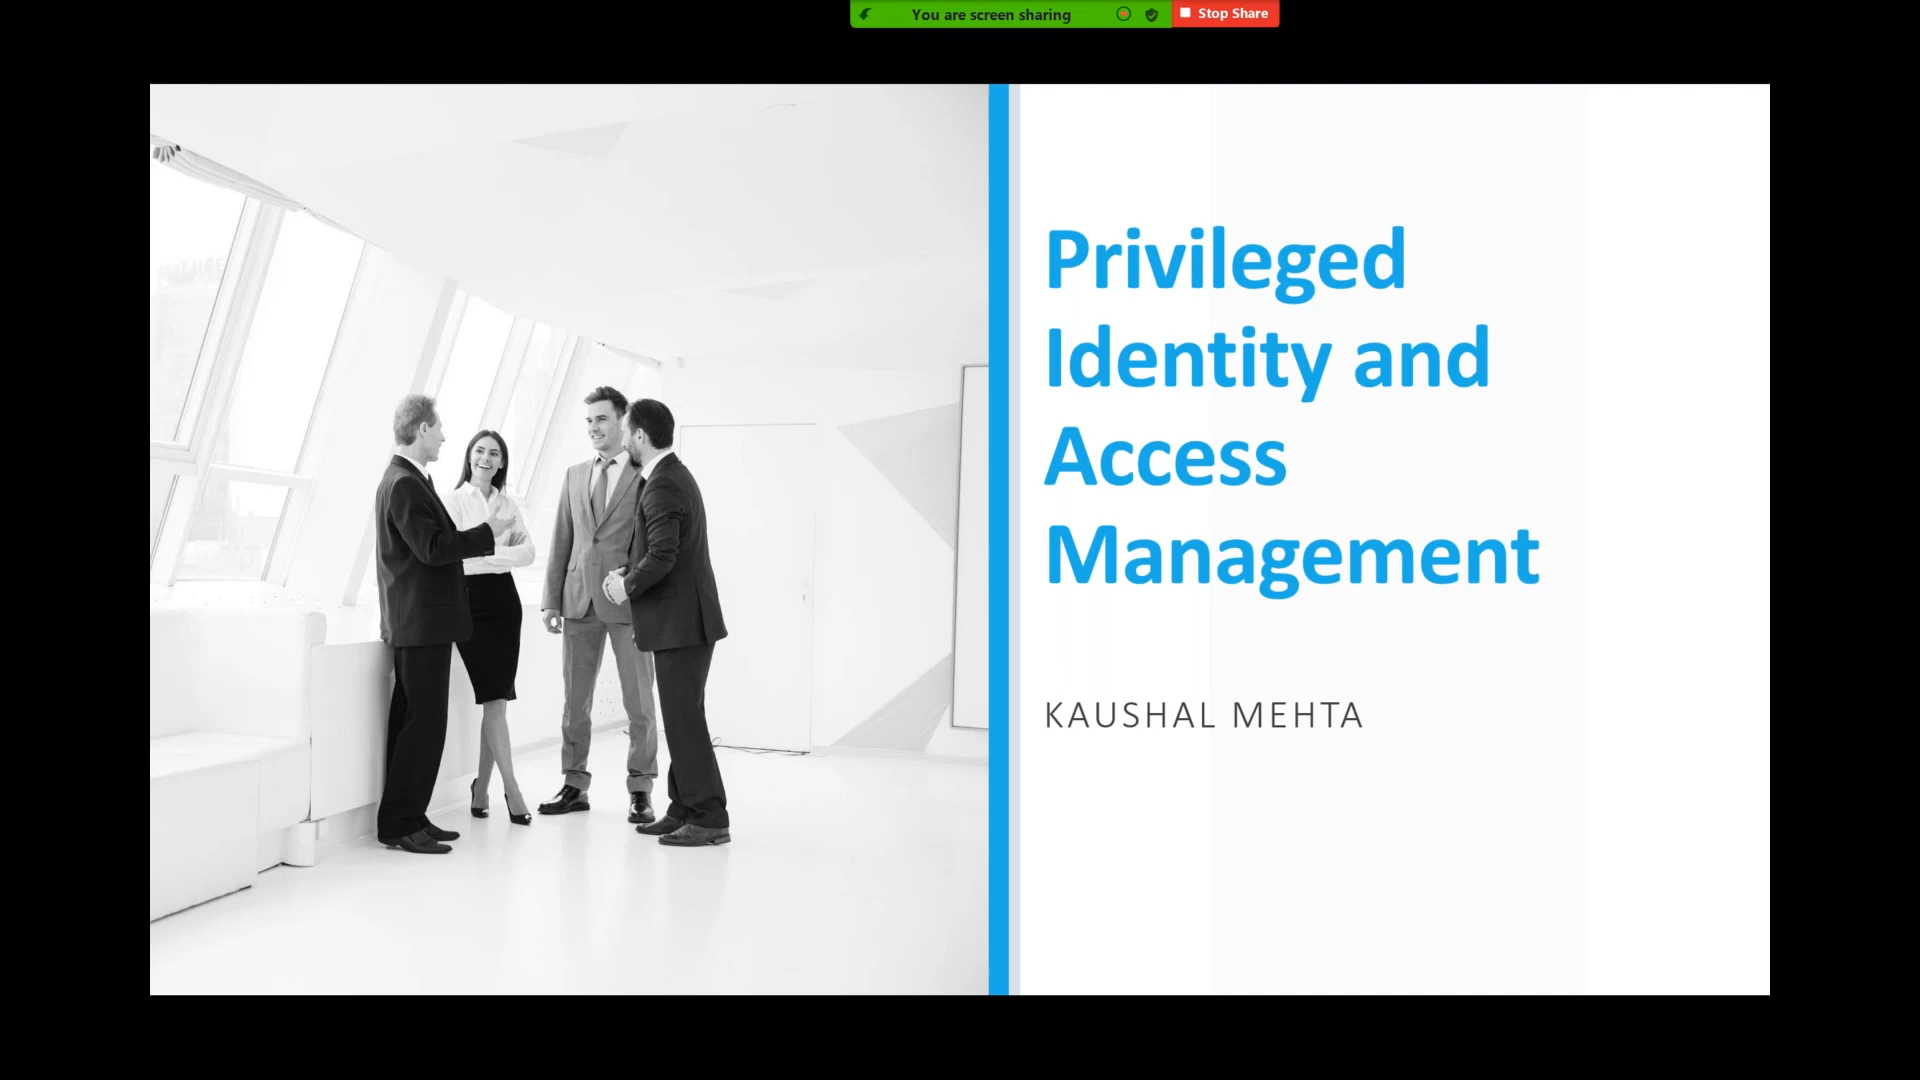 You are screen sharing
Stop Share
Privileged
Identity and
Access
Management
KAUSHAL MEHTA